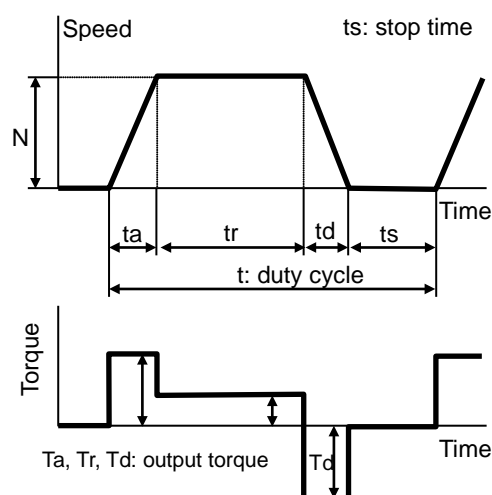 Speed
ts: stop time
N
Time
ta
tr
td
ts
t: duty cycle
Torque
Time
Ta, Tr, Td: output torque
Td